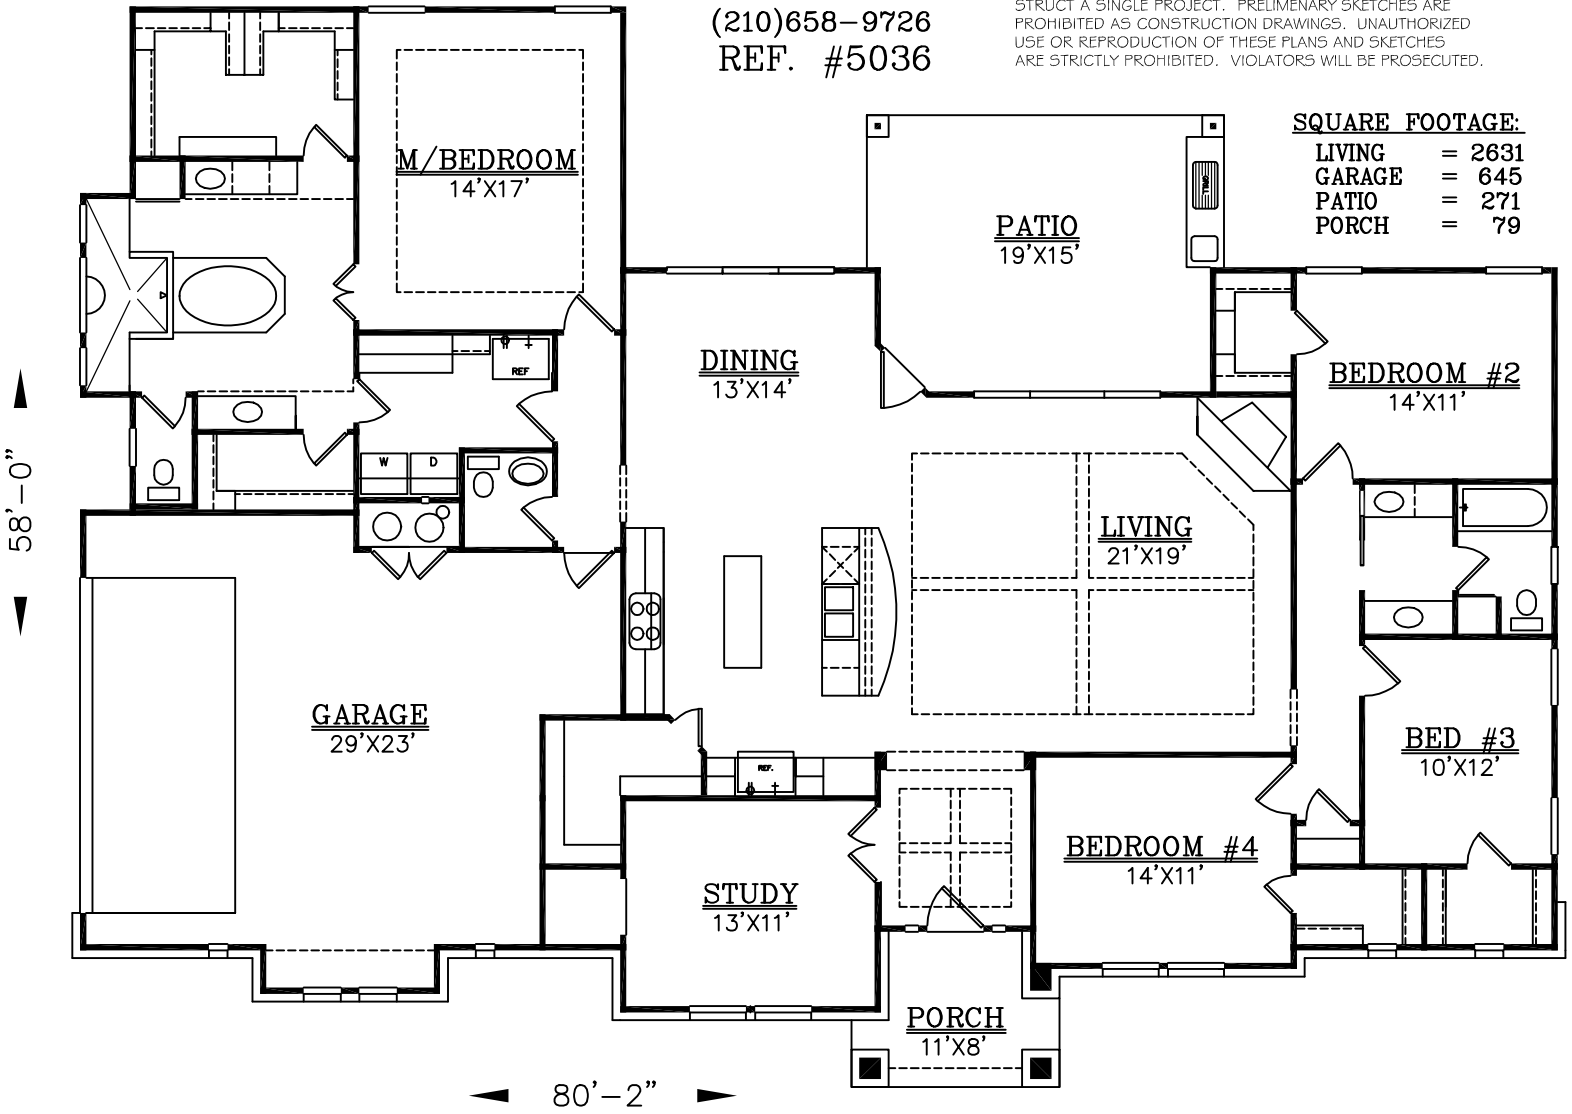 (210)658-9726
REF. #5036
STRUCT A SINGLE PROJECT. PRELIMENARY SKETCHES ARE
PROHIBITED AS CONSTRUCTION DRAWINGS. UNAUTHORIZED
USE OR REPRODUCTION OF THESE PLANS AND SKETCHES
ARE STRICTLY PROHIBITED. VIOLATORS WILL BE PROSECUTED.
SQUARE FOOTAGE:
LIVING = 2631
GARAGE = 645
PATIO = 271
PORCH = 79
M/BEDROOM
14'X17'
PATIO
19'X15'
GRILL
DINING
13'X14'
REF
BEDROOM #2
14'X11'
W
D
LIVING
21'X19'
58'-0"
GARAGE
29'X23'
BED #3
10'X12'
REF.
BEDROOM #4
14'X11'
STUDY
13'X11'
PORCH
11'X8'
80'-2"